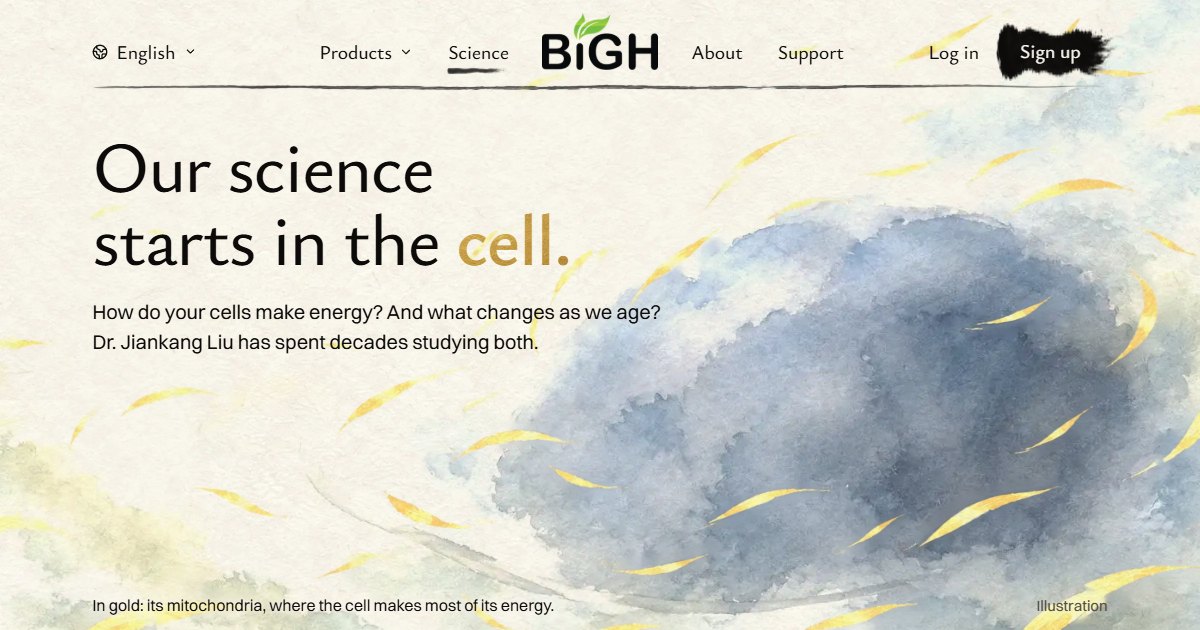 English
Products
Science
BiGH
About
Support
Log in
Sign up
Our science
starts in the cell.
How do your cells make energy? And what changes as we age?
Dr. Jiankang Liu has spent decades studying both.
In gold: its mitochondria, where the cell makes most of its energy.
Illustration